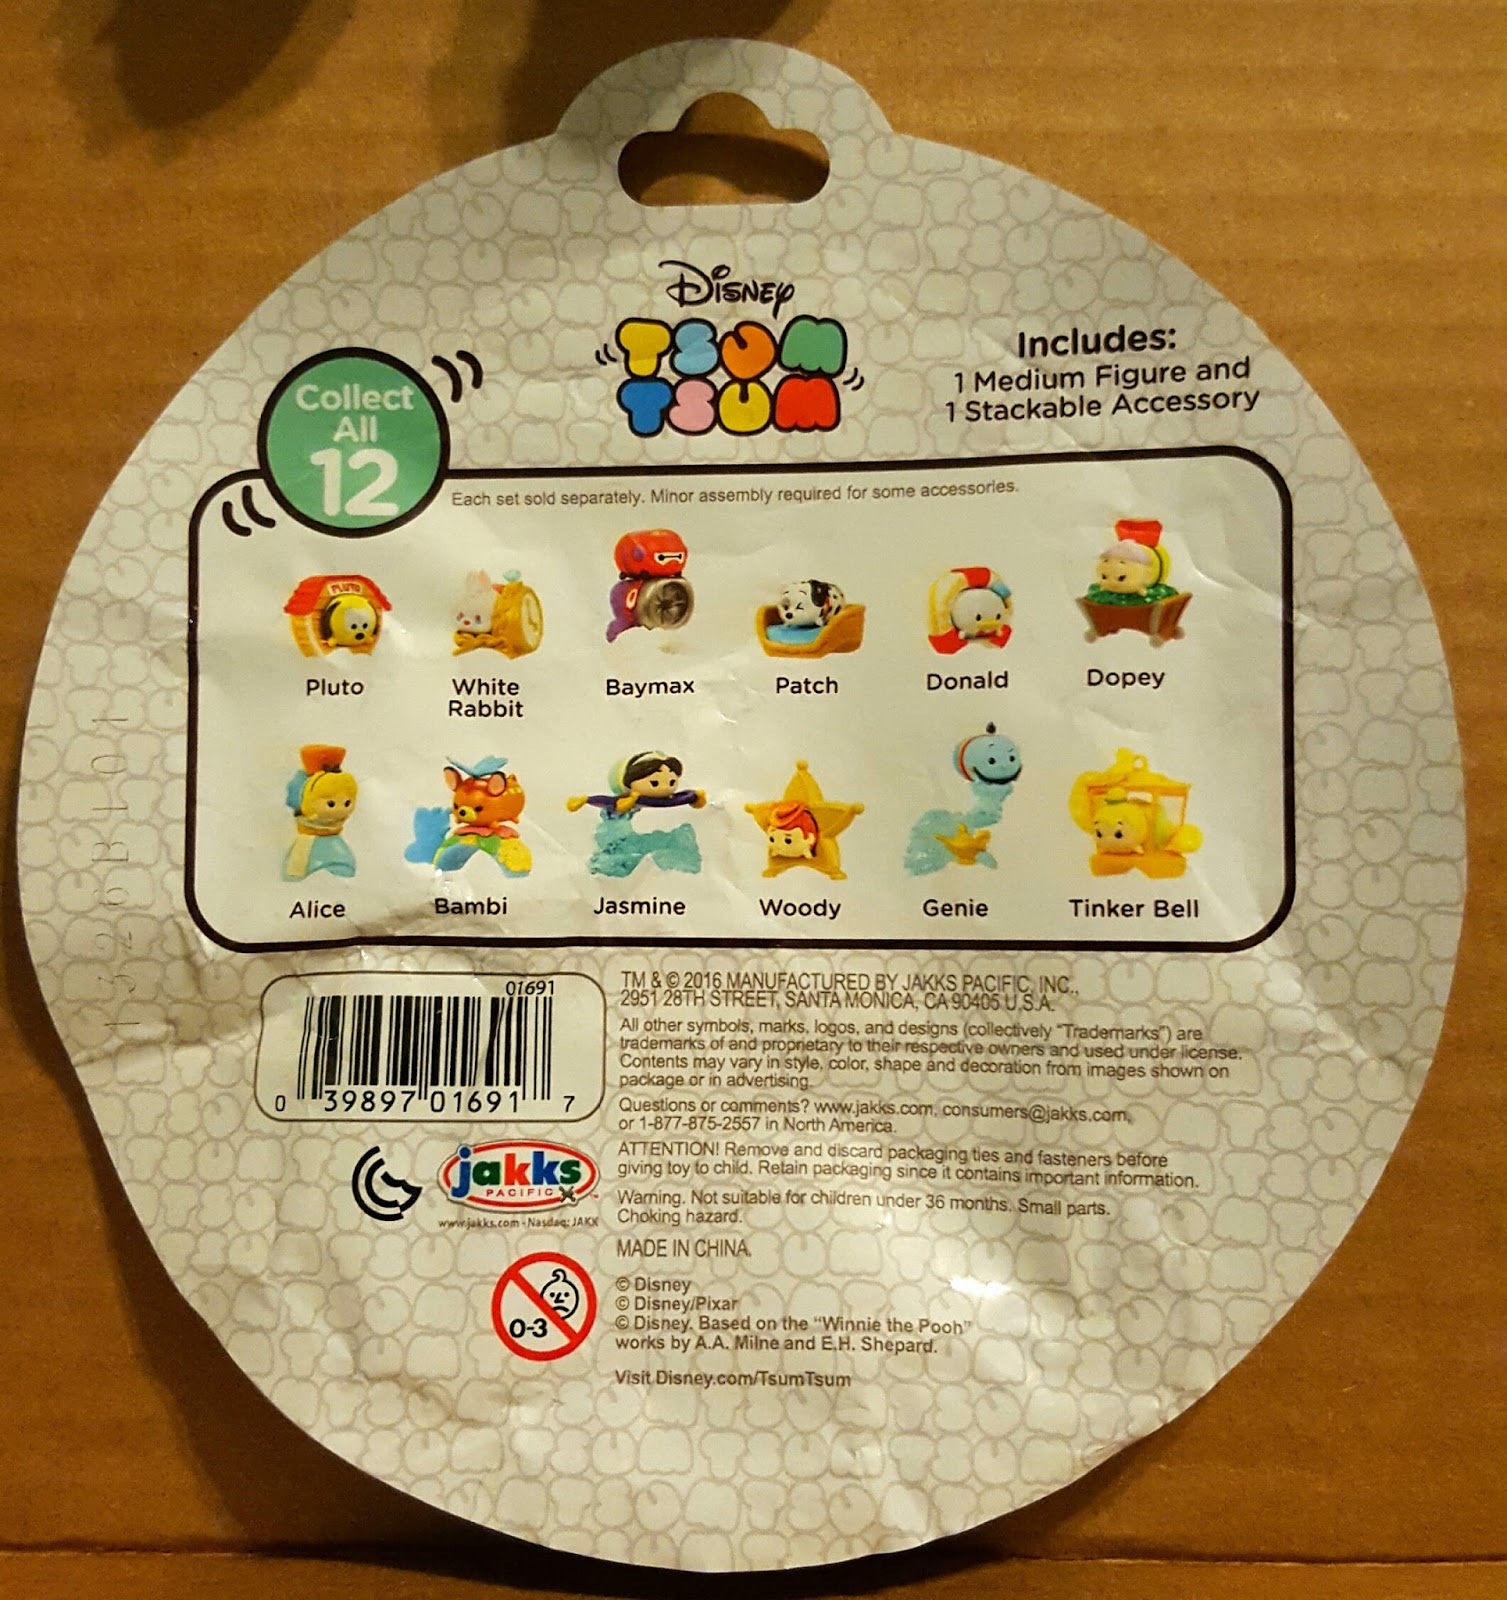 Disney
TSUM
TSUM
Includes:
1 Medium Figure and
1 Stackable Accessory
Collect
All
12
Each set sold separately. Minor assembly required for some accessories.
PLUTO
Pluto
White
Rabbit
Baymax
Patch
Donald
Dopey
Alice
Bambi
Jasmine
Woody
Genie
Tinker Bell
1326BI01
01691
0 39897 01691 7
TM & © 2016 MANUFACTURED BY JAKKS PACIFIC, INC.,
2951 28TH STREET, SANTA MONICA, CA 90405 U.S.A.
All other symbols, marks, logos, and designs (collectively "Trademarks") are
trademarks of and proprietary to their respective owners and used under license.
Contents may vary in style, color, shape and decoration from images shown on
package or in advertising.
Questions or comments? www.jakks.com, consumers@jakks.com,
or 1-877-875-2557 in North America.
ATTENTION! Remove and discard packaging ties and fasteners before
giving toy to child. Retain packaging since it contains important information.
Warning. Not suitable for children under 36 months. Small parts.
Choking hazard.
MADE IN CHINA.
jakks
PACIFIC
www.jakks.com - Nasdaq: JAKK
0-3
© Disney
© Disney/Pixar
© Disney. Based on the "Winnie the Pooh"
works by A.A. Milne and E.H. Shepard.
Visit Disney.com/TsumTsum